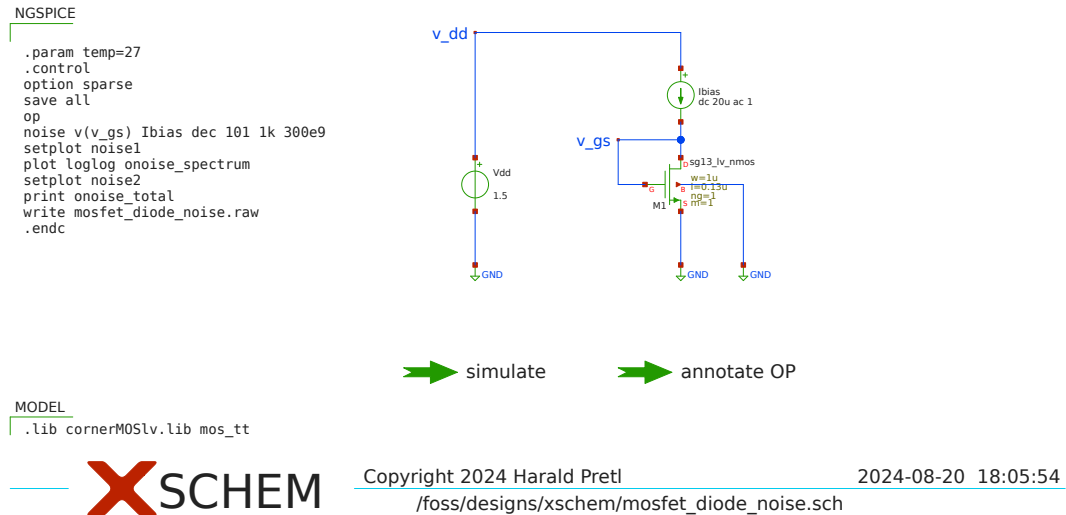 NGSPICE
.param temp=27
.control
option sparse
save all
op
noise v(v_gs) Ibias dec 101 1k 300e9
setplot noise1
plot loglog onoise_spectrum
setplot noise2
print onoise_total
write mosfet_diode_noise.raw
.endc
v_dd
+
Ibias
dc 20u ac 1
v_gs
D
sg13_lv_nmos
+
Vdd
1.5
G
B
S
M1
w=1u
l=0.13u
ng=1
m=1
GND
GND
GND
simulate
annotate OP
MODEL
.lib cornerMOSlv.lib mos_tt
XSCHEM
Copyright 2024 Harald Pretl
2024-08-20 18:05:54
/foss/designs/xschem/mosfet_diode_noise.sch